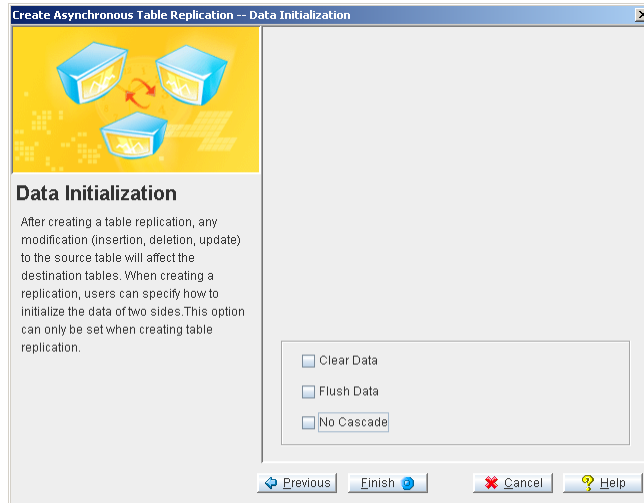 Create Asynchronous Table Replication -- Data Initialization
Data Initialization
After creating a table replication, any
modification (insertion, deletion, update)
to the source table will affect the
destination tables. When creating a
replication, users can specify how to
initialize the data of two sides.This option
can only be set when creating table
replication.
Clear Data
Flush Data
No Cascade
Previous
Finish
Cancel
Help